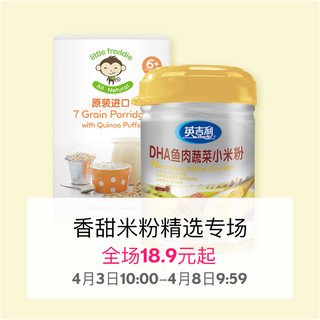 little freddie
All Natural
6+
原装进口
7 Grain Porridge
with Quinoa Puffs
英吉利
DHA鱼肉蔬菜小米粉
香甜米粉精选专场
全场18.9元起
4月3日10:00-4月8日9:59